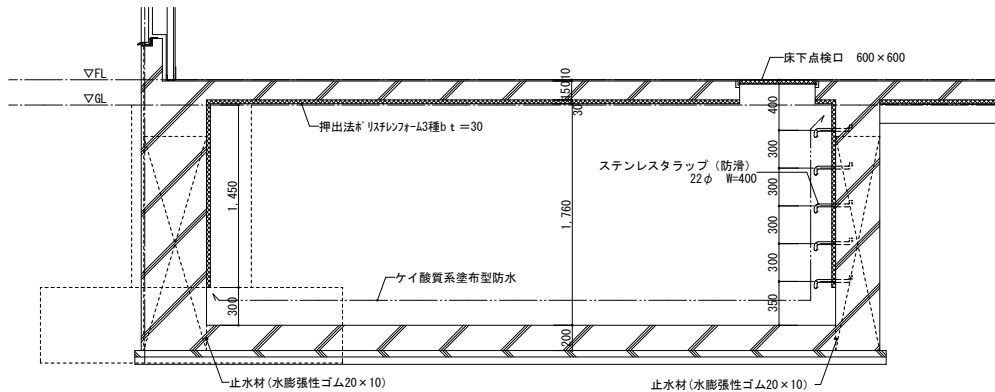 床下点検口 600×600
▽FL
▽GL
10
150
30
400
押出法ポリスチレンフォーム3種b t=30
300
ステンレスタラップ（防滑）
22φ W=400
300
1,450
1,760
300
300
ケイ酸質系塗布型防水
300
350
200
止水材(水膨張性ゴム20×10)
止水材(水膨張性ゴム20×10)